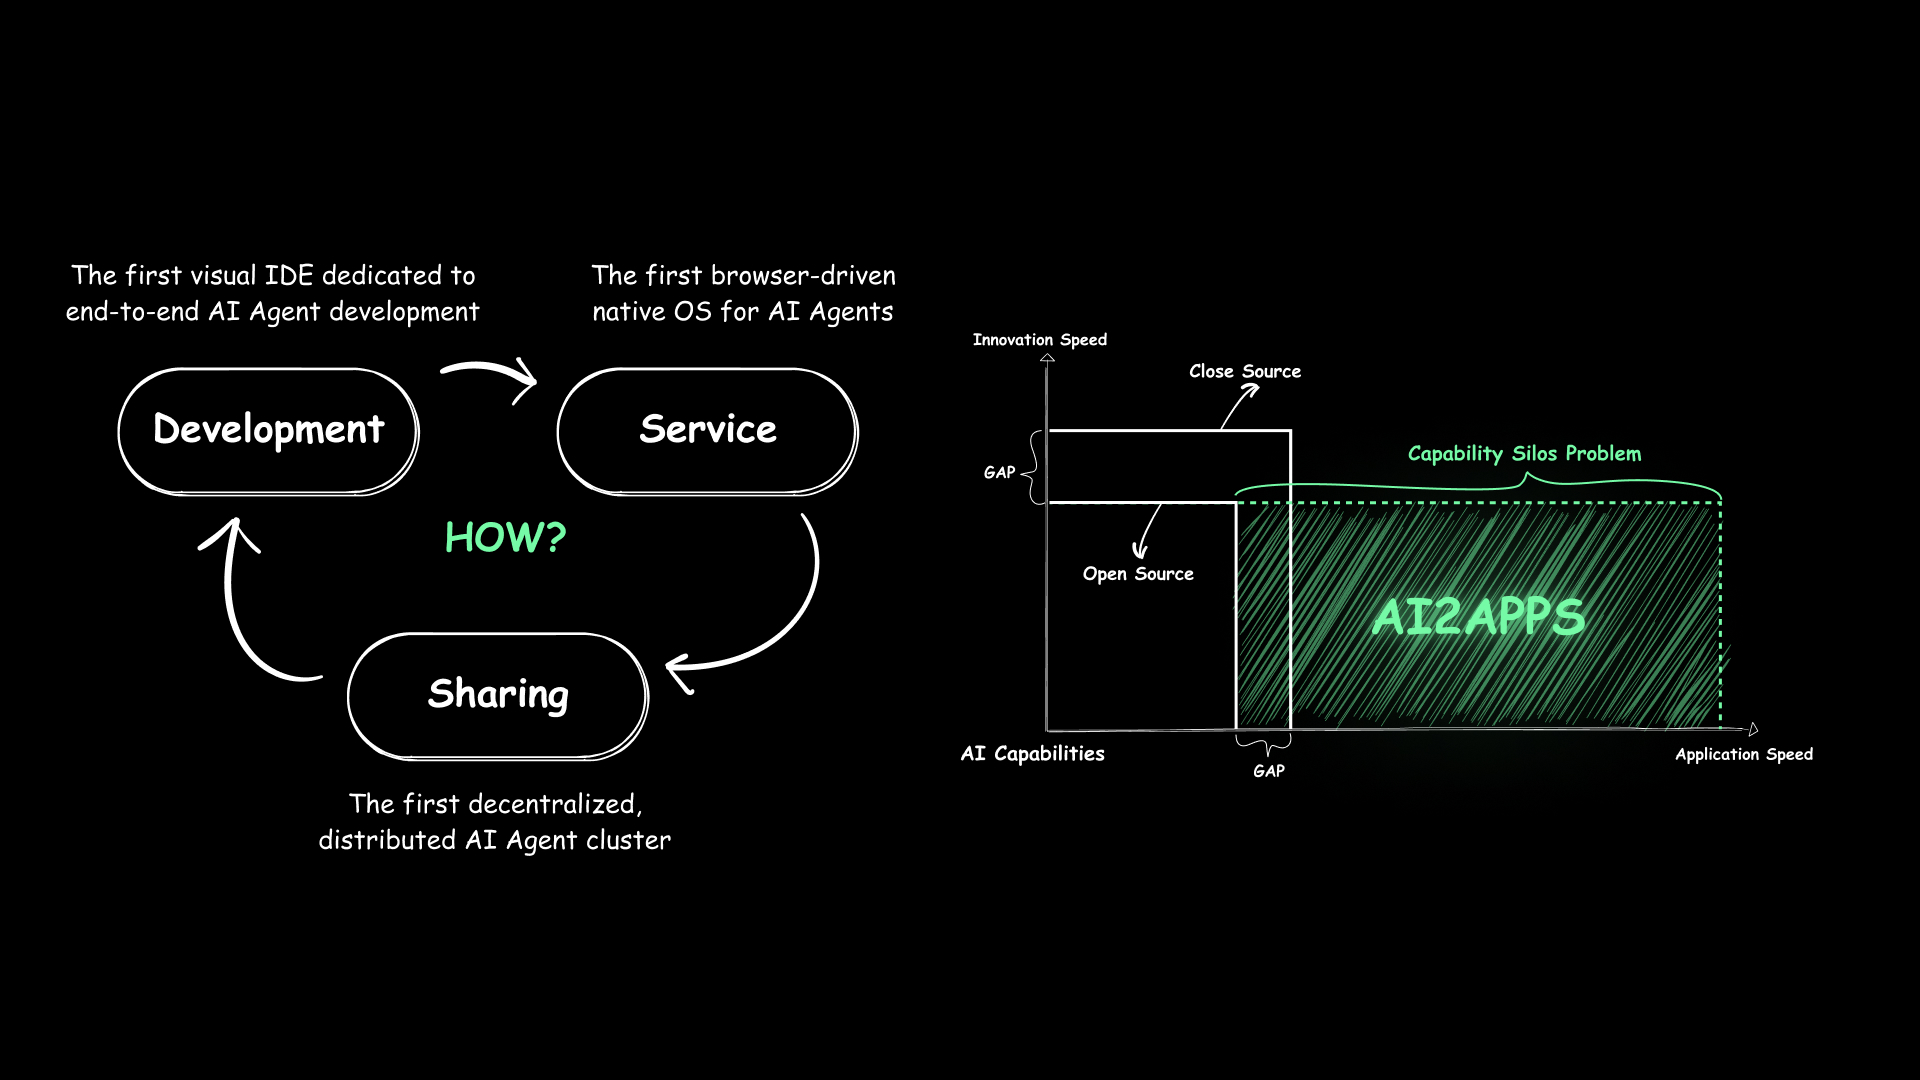 The first visual IDE dedicated to
end-to-end AI Agent development
The first browser-driven
native OS for AI Agents
Development
Service
HOW?
Sharing
The first decentralized,
distributed AI Agent cluster
Innovation Speed
Close Source
GAP
Capability Silos Problem
Open Source
AI2APPS
AI Capabilities
GAP
Application Speed